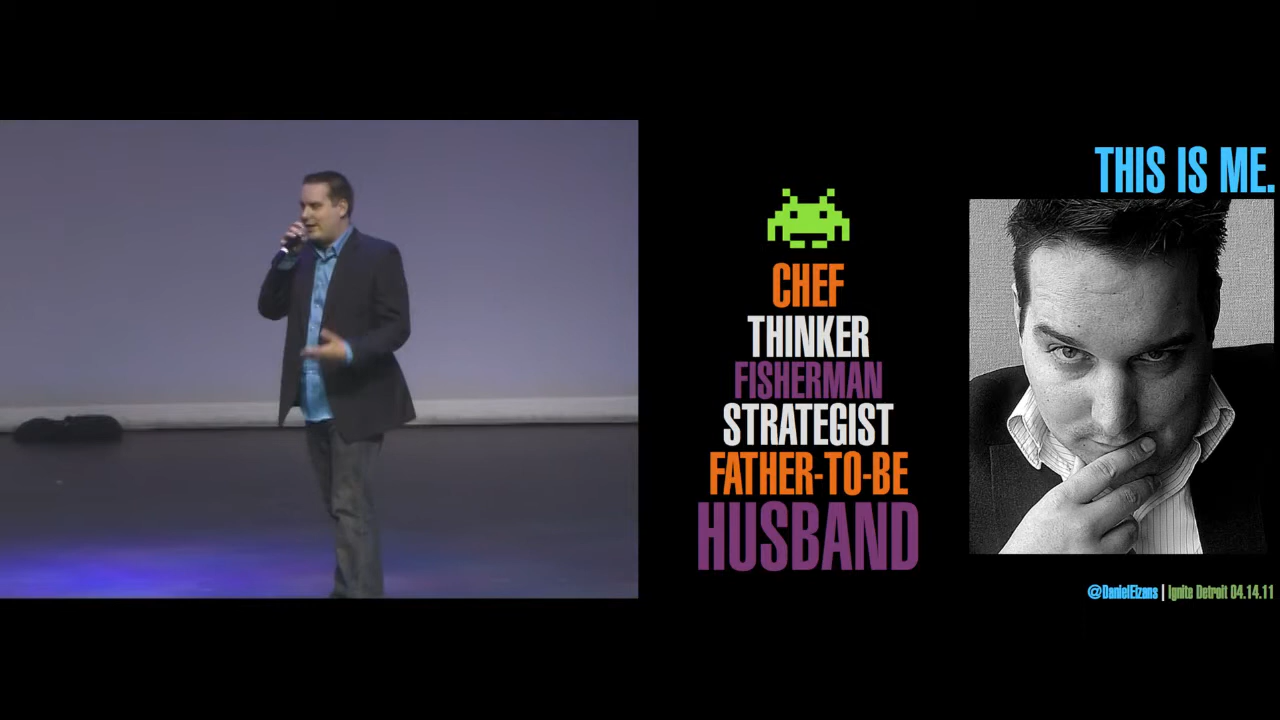 THIS IS ME.
CHEF
THINKER
FISHERMAN
STRATEGIST
FATHER-TO-BE
HUSBAND
@DanielEizans | Ignite Detroit 04.14.11